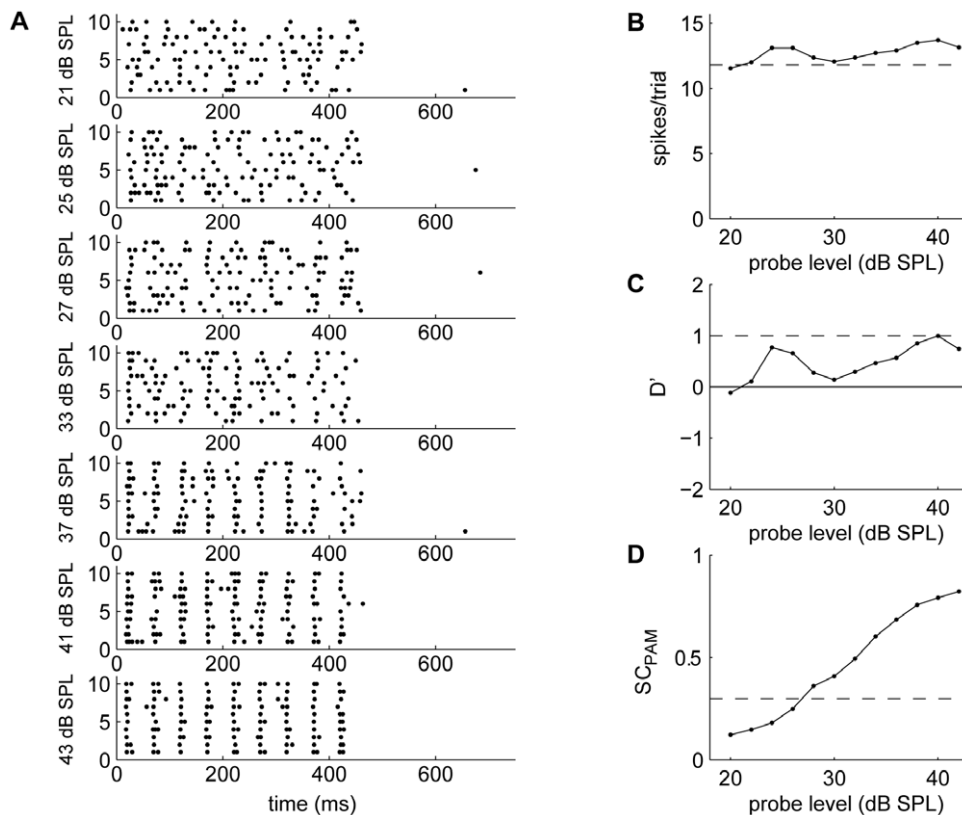 A
21 dB SPL
10
5
0
0 200 400 600
25 dB SPL
10
5
0
0 200 400 600
27 dB SPL
10
5
0
0 200 400 600
33 dB SPL
10
5
0
0 200 400 600
37 dB SPL
10
5
0
0 200 400 600
41 dB SPL
10
5
0
0 200 400 600
43 dB SPL
10
5
0
0 200 400 600
time (ms)
B
spikes/trial
15
10
5
0
20 30 40
probe level (dB SPL)
C
D'
2
1
0
−1
−2
20 30 40
probe level (dB SPL)
D
SCPAM
1
0.5
0
20 30 40
probe level (dB SPL)